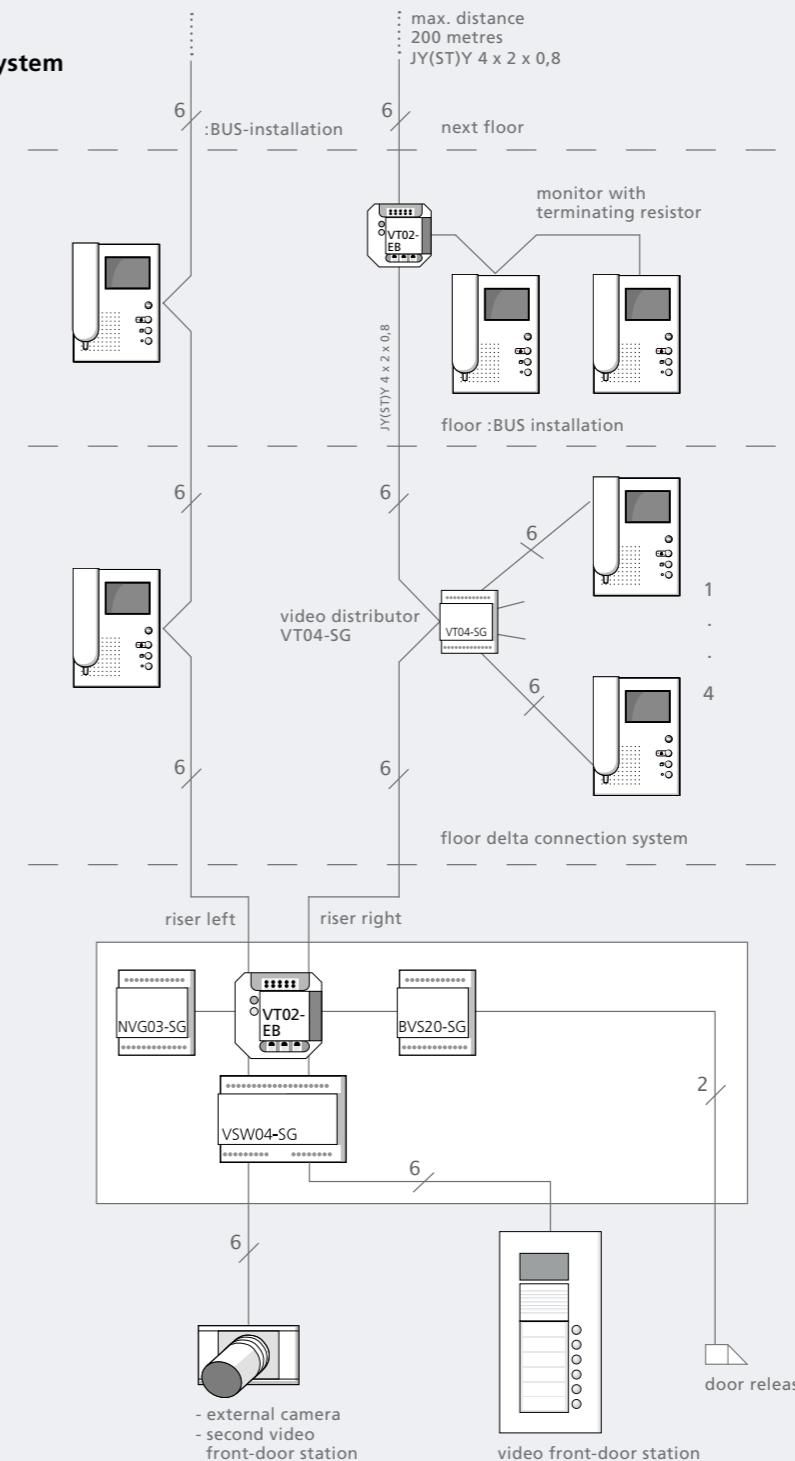 ystem
max. distance
200 metres
JY(ST)Y 4 x 2 x 0,8
6
:BUS-installation
6
next floor
monitor with
terminating resistor
VT02-
EB
JY(ST)Y 4 x 2 x 0,8
floor :BUS installation
6
6
6
1
.
.
4
video distributor
VT04-SG
VT04-SG
6
6
6
floor delta connection system
riser left
riser right
NVG03-SG
VT02-
EB
BVS20-SG
VSW04-SG
2
6
6
door releas
- external camera
- second video
front-door station
video front-door station